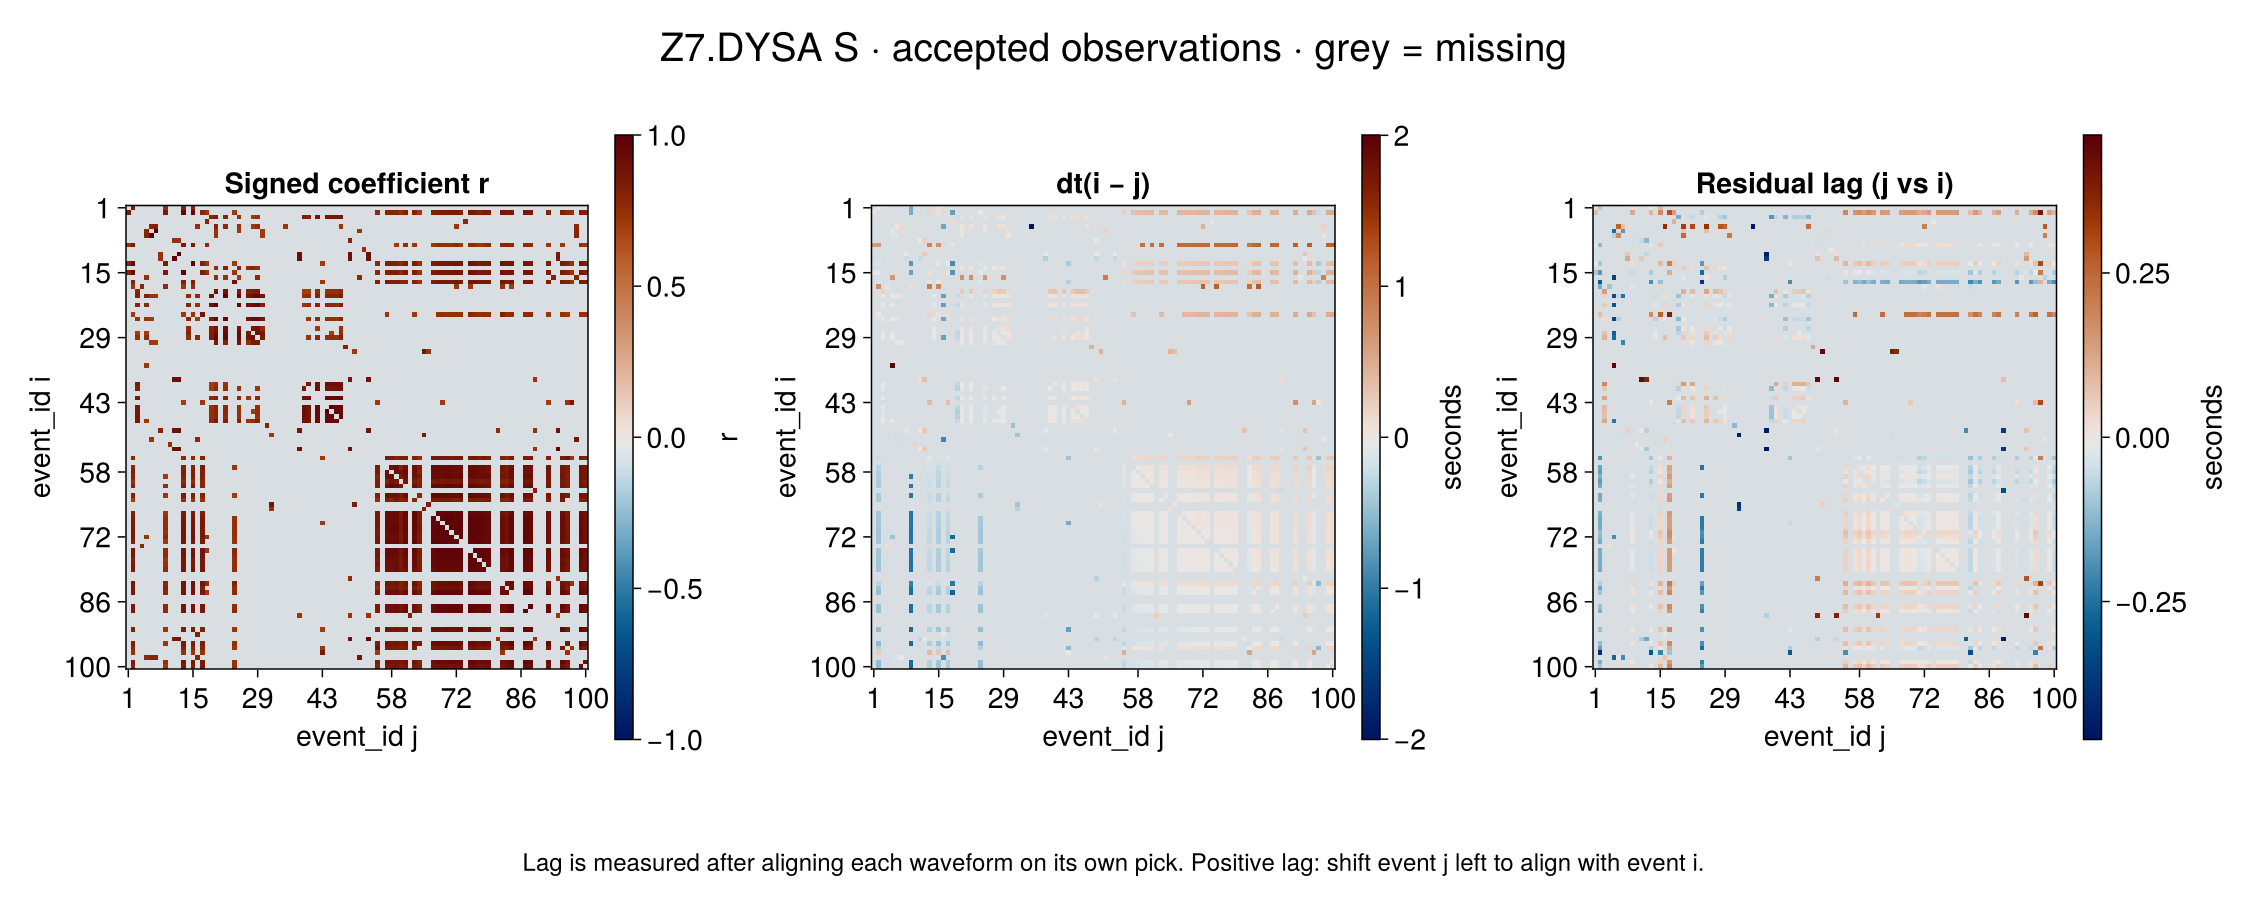 Z7.DYSA S · accepted observations · grey = missing
Signed coefficient r
1
15
29
43
58
72
86
100
event_id i
1 15 29 43 58 72 86 100
event_id j
1.0
0.5
0.0
−0.5
−1.0
r
dt(i − j)
1
15
29
43
58
72
86
100
event_id i
1 15 29 43 58 72 86 100
event_id j
2
1
0
−1
−2
seconds
Residual lag (j vs i)
1
15
29
43
58
72
86
100
event_id i
1 15 29 43 58 72 86 100
event_id j
0.25
0.00
−0.25
seconds
Lag is measured after aligning each waveform on its own pick. Positive lag: shift event j left to align with event i.